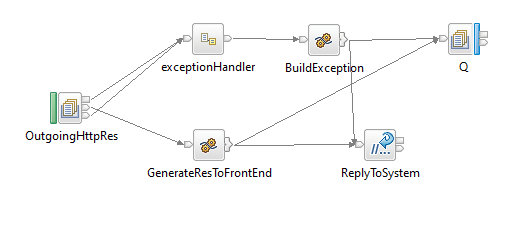 exceptionHandler
BuildException
Q
OutgoingHttpRes
GenerateResToFrontEnd
ReplyToSystem